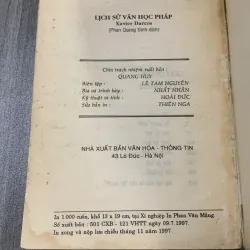 LỊCH SỬ VĂN HỌC PHÁP
Xavier Darcos
(Phan Quang Định dịch)
Chịu trách nhiệm xuất bản :
QUANG HUY
Biên tập : LÊ TAM NGUYÊN
Bìa và trình bày : NHẤT NHÂN
Kỹ thuật vi tính : HOÀI ĐỨC
Sửa bản in : THIÊN NGA
NHÀ XUẤT BẢN VĂN HÓA - THÔNG TIN
43 Lò Đúc - Hà Nội
In 1000 cuốn, khổ 13 x 19 cm, tại Xí nghiệp In Phan Văn Mảng.
Số xuất bản : 501 CXB - 121 VHTT ngày 09.7.1997.
In xong và nộp lưu chiểu tháng 11 năm 1997.